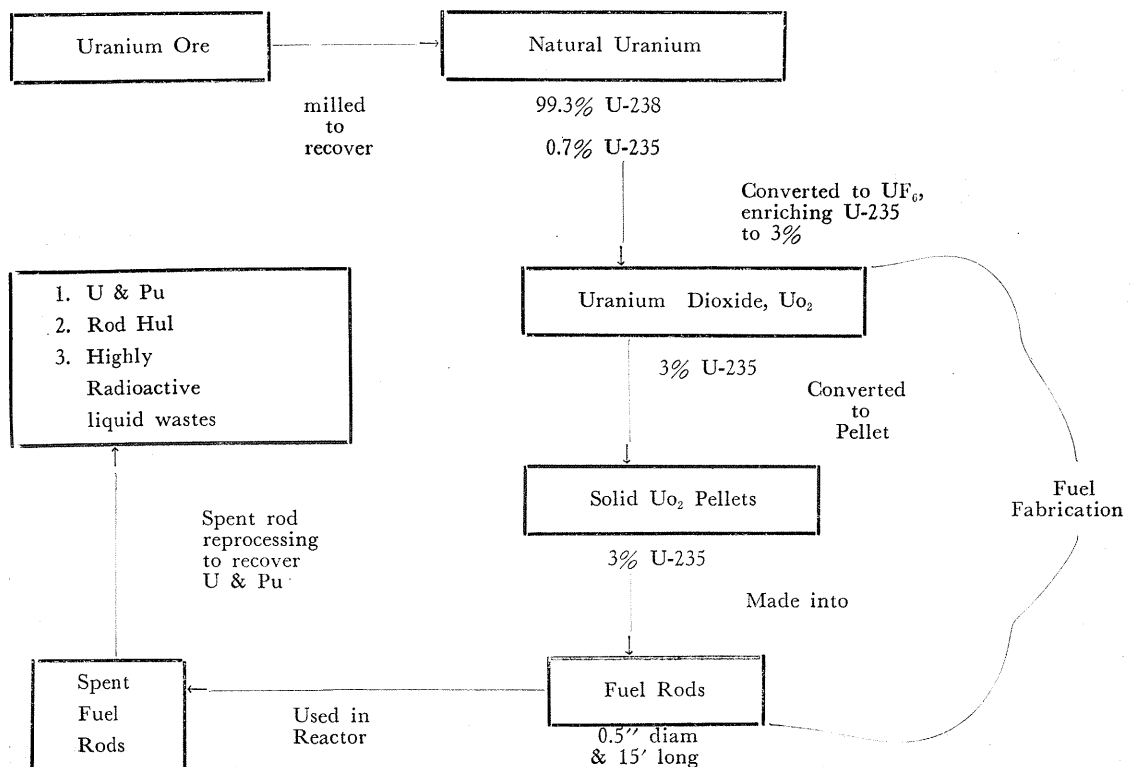 Uranium Ore
Natural Uranium
milled
to
recover
99.3% U-238
0.7% U-235
Converted to UF₆,
enriching U-235
to 3%
Uranium Dioxide, Uo₂
3% U-235
Converted
to
Pellet
Solid Uo₂ Pellets
3% U-235
Made into
Fuel
Fabrication
Fuel Rods
0.5″ diam
& 15′ long
Used in
Reactor
Spent
Fuel
Rods
Spent rod
reprocessing
to recover
U & Pu
1. U & Pu
2. Rod Hul
3. Highly
Radioactive
liquid wastes